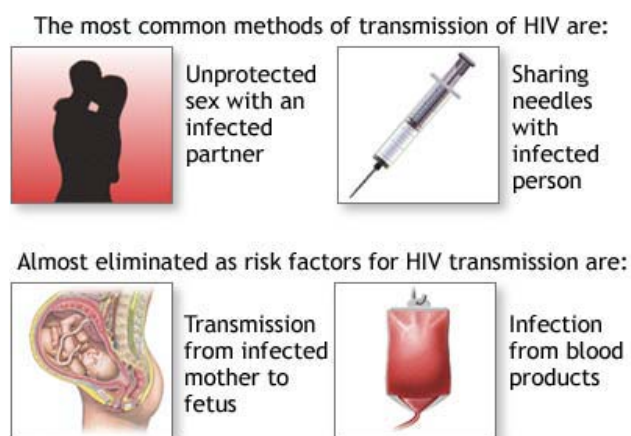 The most common methods of transmission of HIV are:
Unprotected
sex with an
infected
partner
Sharing
needles
with
infected
person
Almost eliminated as risk factors for HIV transmission are:
Transmission
from infected
mother to
fetus
Infection
from blood
products